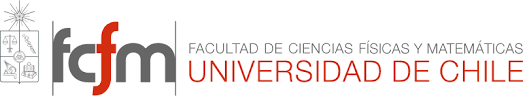 fcfm
FACULTAD DE CIENCIAS FÍSICAS Y MATEMÁTICAS
UNIVERSIDAD DE CHILE